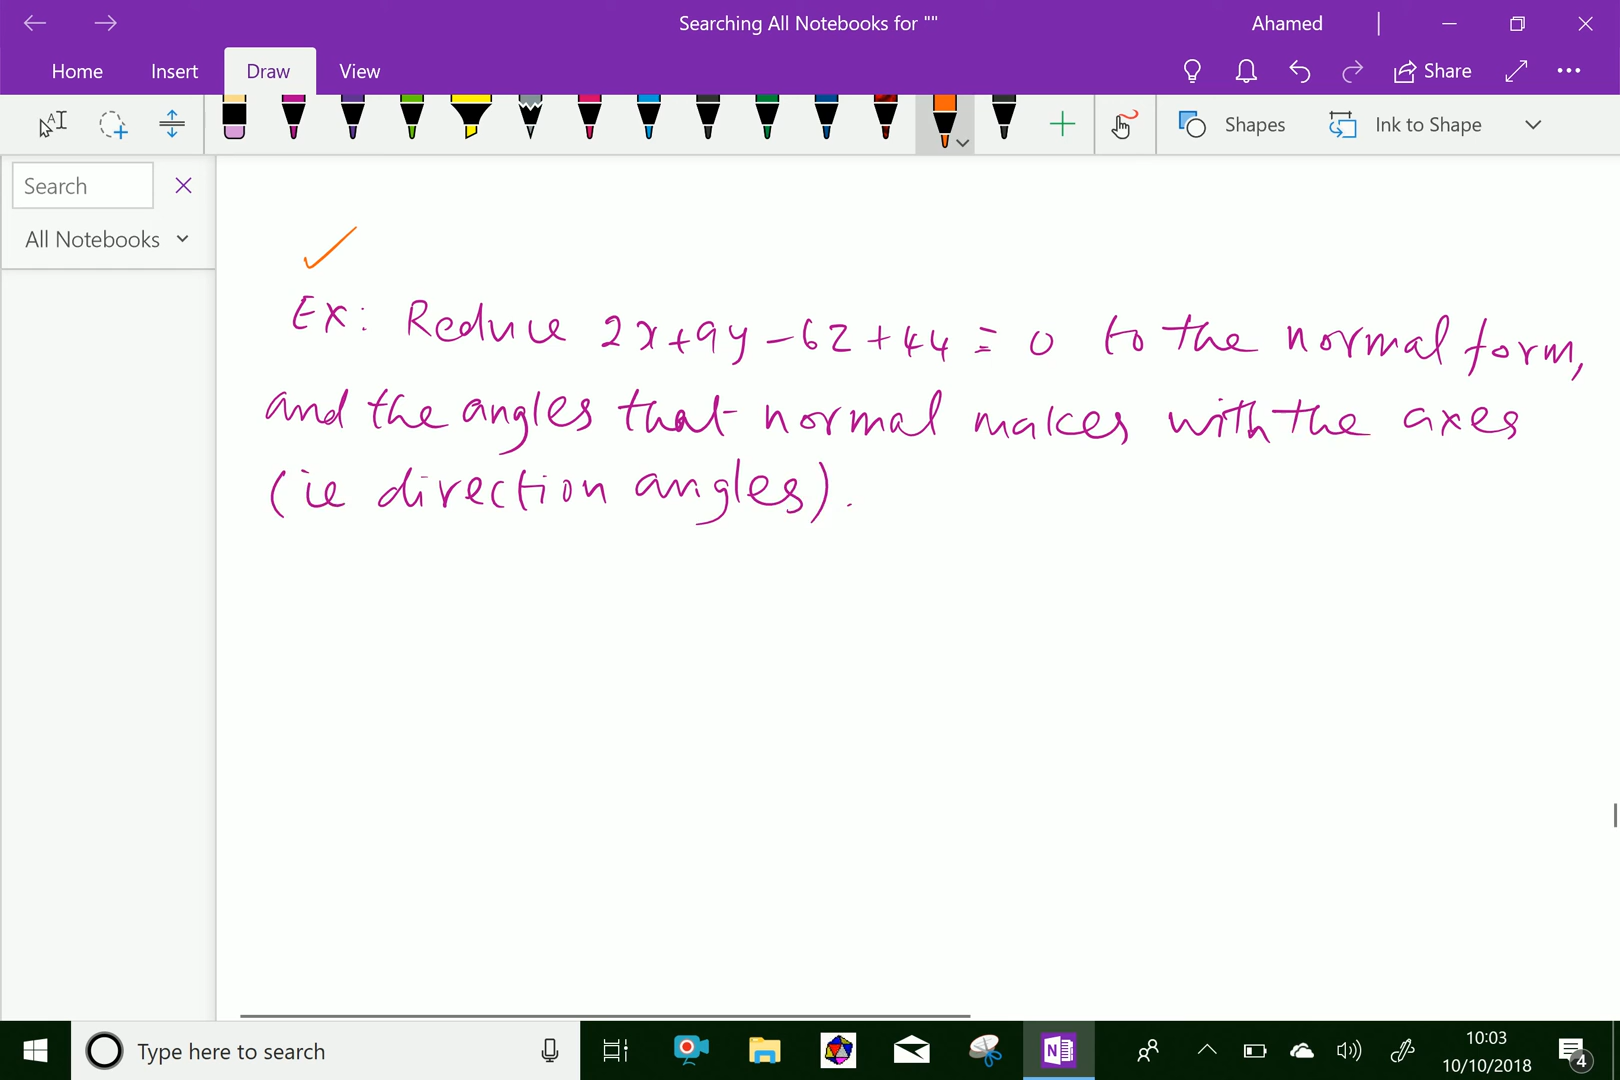 Searching All Notebooks for ""
Ahamed
Home Insert Draw View
Share
Shapes
Ink to Shape
Search
All Notebooks
Ex: Reduce 2x+9y-6z+44=0 to the normal form,
and the angles that normal makes with the axes
(ie direction angles).
Type here to search
N
10:03
10/10/2018
4